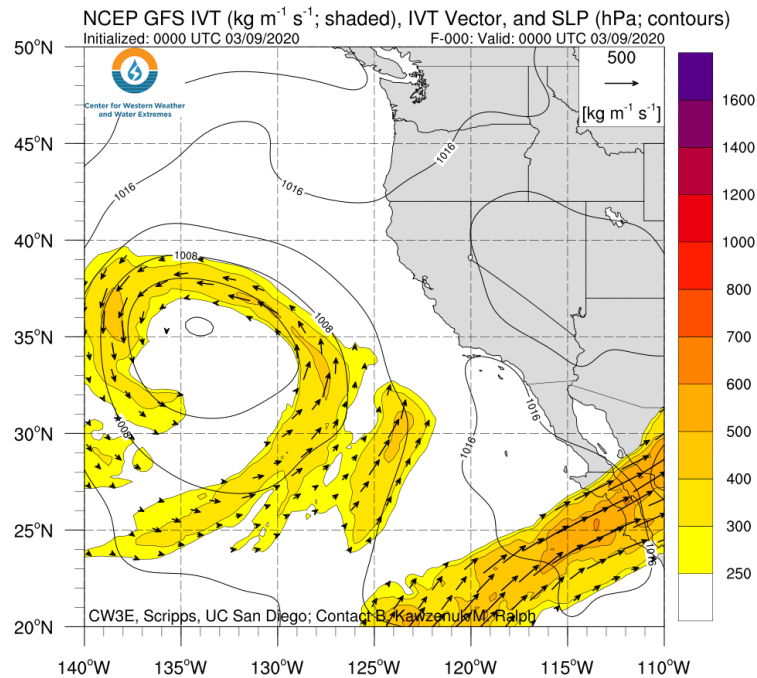 NCEP GFS IVT (kg m⁻¹ s⁻¹; shaded), IVT Vector, and SLP (hPa; contours)
Initialized: 0000 UTC 03/09/2020
F-000: Valid: 0000 UTC 03/09/2020
Center for Western Weather
and Water Extremes
500
[kg m⁻¹ s⁻¹]
50°N
45°N
40°N
35°N
30°N
25°N
20°N
1016
1016
1016
1008
1008
1008
1016
1016
1016
1600
1400
1200
1000
800
700
600
500
400
300
250
CW3E, Scripps, UC San Diego; Contact B. Kawzenuk/M. Ralph
140°W
135°W
130°W
125°W
120°W
115°W
110°W